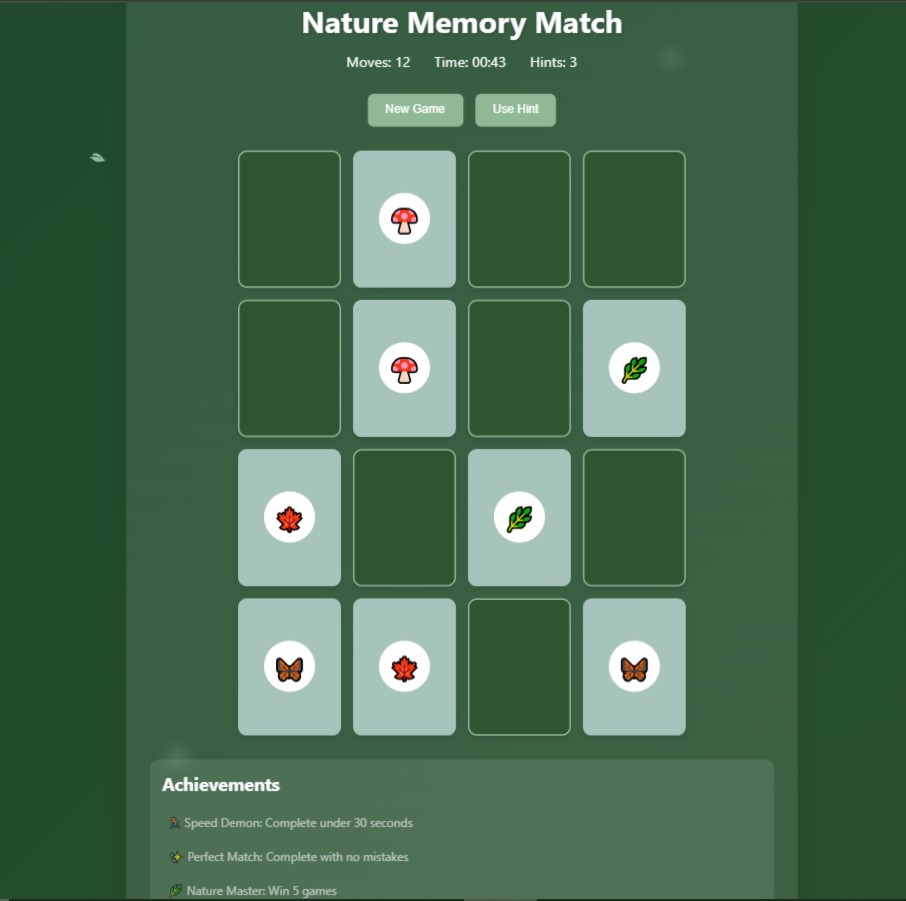 Nature Memory Match
Moves: 12 Time: 00:43 Hints: 3
New Game Use Hint
Achievements
Speed Demon: Complete under 30 seconds
Perfect Match: Complete with no mistakes
Nature Master: Win 5 games